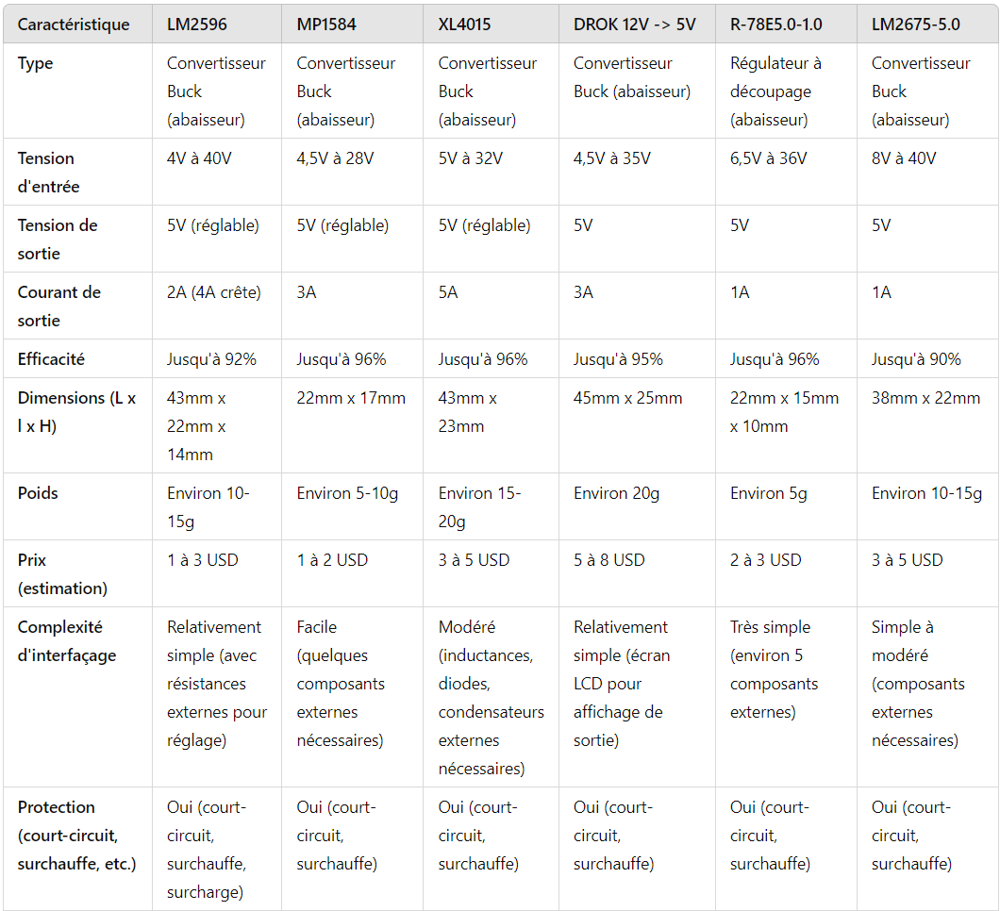 Caractéristique LM2596 MP1584 XL4015 DROK 12V -> 5V R-78E5.0-1.0 LM2675-5.0
Type Convertisseur Convertisseur Convertisseur Convertisseur Régulateur à Convertisseur
Buck Buck Buck Buck (abaisseur) découpage Buck
(abaisseur) (abaisseur) (abaisseur) (abaisseur) (abaisseur)
Tension 4V à 40V 4,5V à 28V 5V à 32V 4,5V à 35V 6,5V à 36V 8V à 40V
d'entrée
Tension de 5V (réglable) 5V (réglable) 5V (réglable) 5V 5V 5V
sortie
Courant de 2A (4A crête) 3A 5A 3A 1A 1A
sortie
Efficacité Jusqu'à 92% Jusqu'à 96% Jusqu'à 96% Jusqu'à 95% Jusqu'à 96% Jusqu'à 90%
Dimensions (L x 43mm x 22mm x 17mm 43mm x 45mm x 25mm 22mm x 15mm 38mm x 22mm
l x H) 22mm x 23mm x 10mm
14mm
Poids Environ 10- Environ 5-10g Environ 15- Environ 20g Environ 5g Environ 10-15g
15g 20g
Prix 1 à 3 USD 1 à 2 USD 3 à 5 USD 5 à 8 USD 2 à 3 USD 3 à 5 USD
(estimation)
Complexité Relativement Facile Modéré Relativement Très simple Simple à
d'interfaçage simple (avec (quelques (inductances, simple (écran (environ 5 modéré
résistances composants diodes, LCD pour composants (composants
externes pour externes condensateurs affichage de externes) externes
réglage) nécessaires) externes sortie) nécessaires)
nécessaires)
Protection Oui (court- Oui (court- Oui (court- Oui (court- Oui (court- Oui (court-
(court-circuit, circuit, circuit, circuit, circuit, circuit, circuit,
surchauffe, etc.) surchauffe, surchauffe) surchauffe) surchauffe) surchauffe) surchauffe)
surcharge)